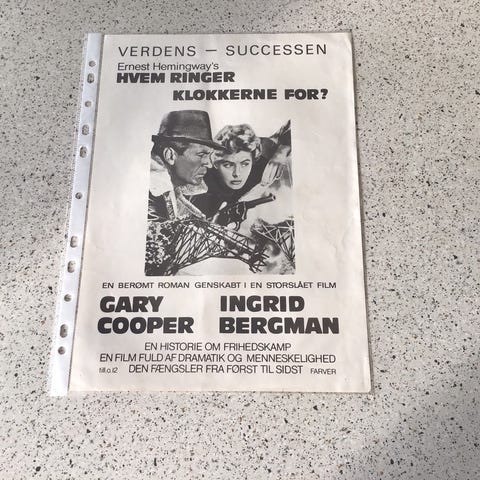 VERDENS — SUCCESSEN
Ernest Hemingway's
HVEM RINGER
KLOKKERNE FOR?
EN BERØMT ROMAN GENSKABT I EN STORSLÅET FILM
GARY INGRID
COOPER BERGMAN
EN HISTORIE OM FRIHEDSKAMP
EN FILM FULD AF DRAMATIK OG MENNESKELIGHED
till.o.12 DEN FÆNGSLER FRA FØRST TIL SIDST FARVER